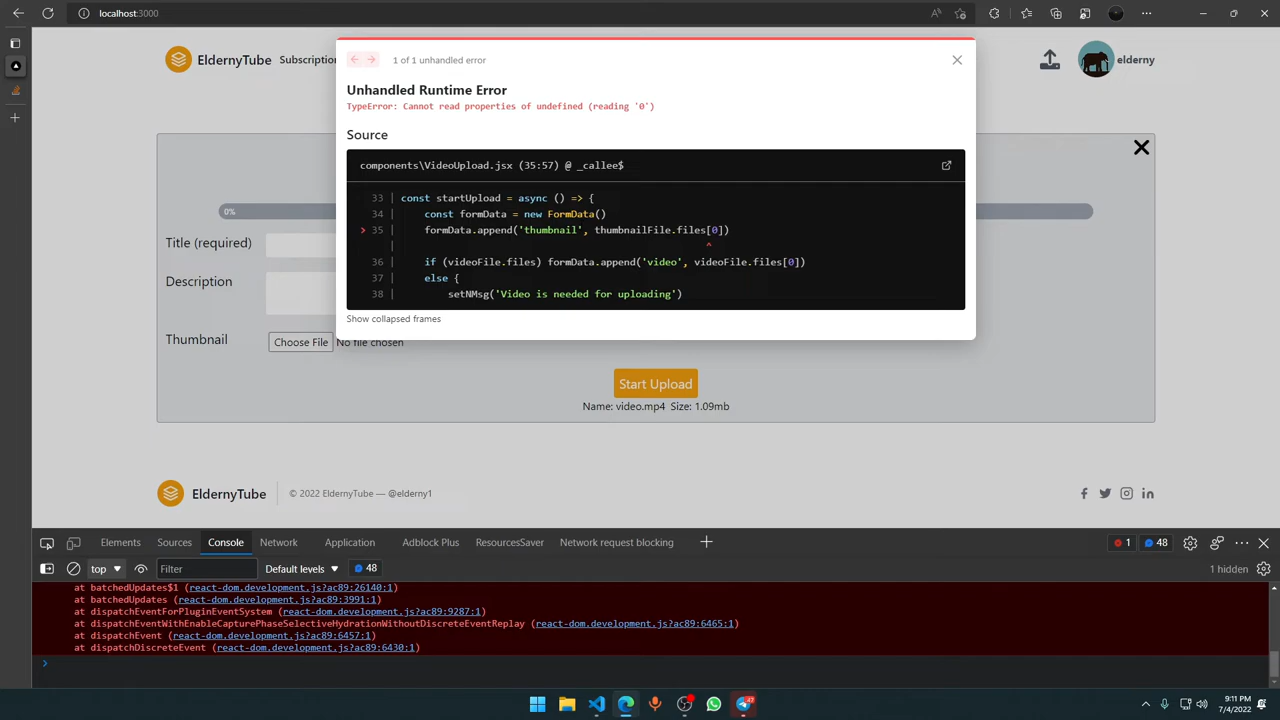 localhost:3000
EldernyTube
Subscription
elderny
1 of 1 unhandled error
Unhandled Runtime Error
TypeError: Cannot read properties of undefined (reading '0')
Source
components\VideoUpload.jsx (35:57) @ _callee$
33 | const startUpload = async () => {
34 |     const formData = new FormData()
> 35 |     formData.append('thumbnail', thumbnailFile.files[0])
|                                                     ^
36 |     if (videoFile.files) formData.append('video', videoFile.files[0])
37 |     else {
38 |         setNMsg('Video is needed for uploading')
Show collapsed frames
0%
Title (required)
Description
Thumbnail
Choose File No file chosen
Start Upload
Name: video.mp4 Size: 1.09mb
EldernyTube
© 2022 EldernyTube — @elderny1
Elements Sources Console Network Application Adblock Plus ResourcesSaver Network request blocking
1 48
top Filter Default levels 48 1 hidden
at batchedUpdates$1 (react-dom.development.js?ac89:26140:1)
at batchedUpdates (react-dom.development.js?ac89:3991:1)
at dispatchEventForPluginEventSystem (react-dom.development.js?ac89:9287:1)
at dispatchEventWithEnableCapturePhaseSelectiveHydrationWithoutDiscreteEventReplay (react-dom.development.js?ac89:6465:1)
at dispatchEvent (react-dom.development.js?ac89:6457:1)
at dispatchDiscreteEvent (react-dom.development.js?ac89:6430:1)
9:11 PM
7/4/2022